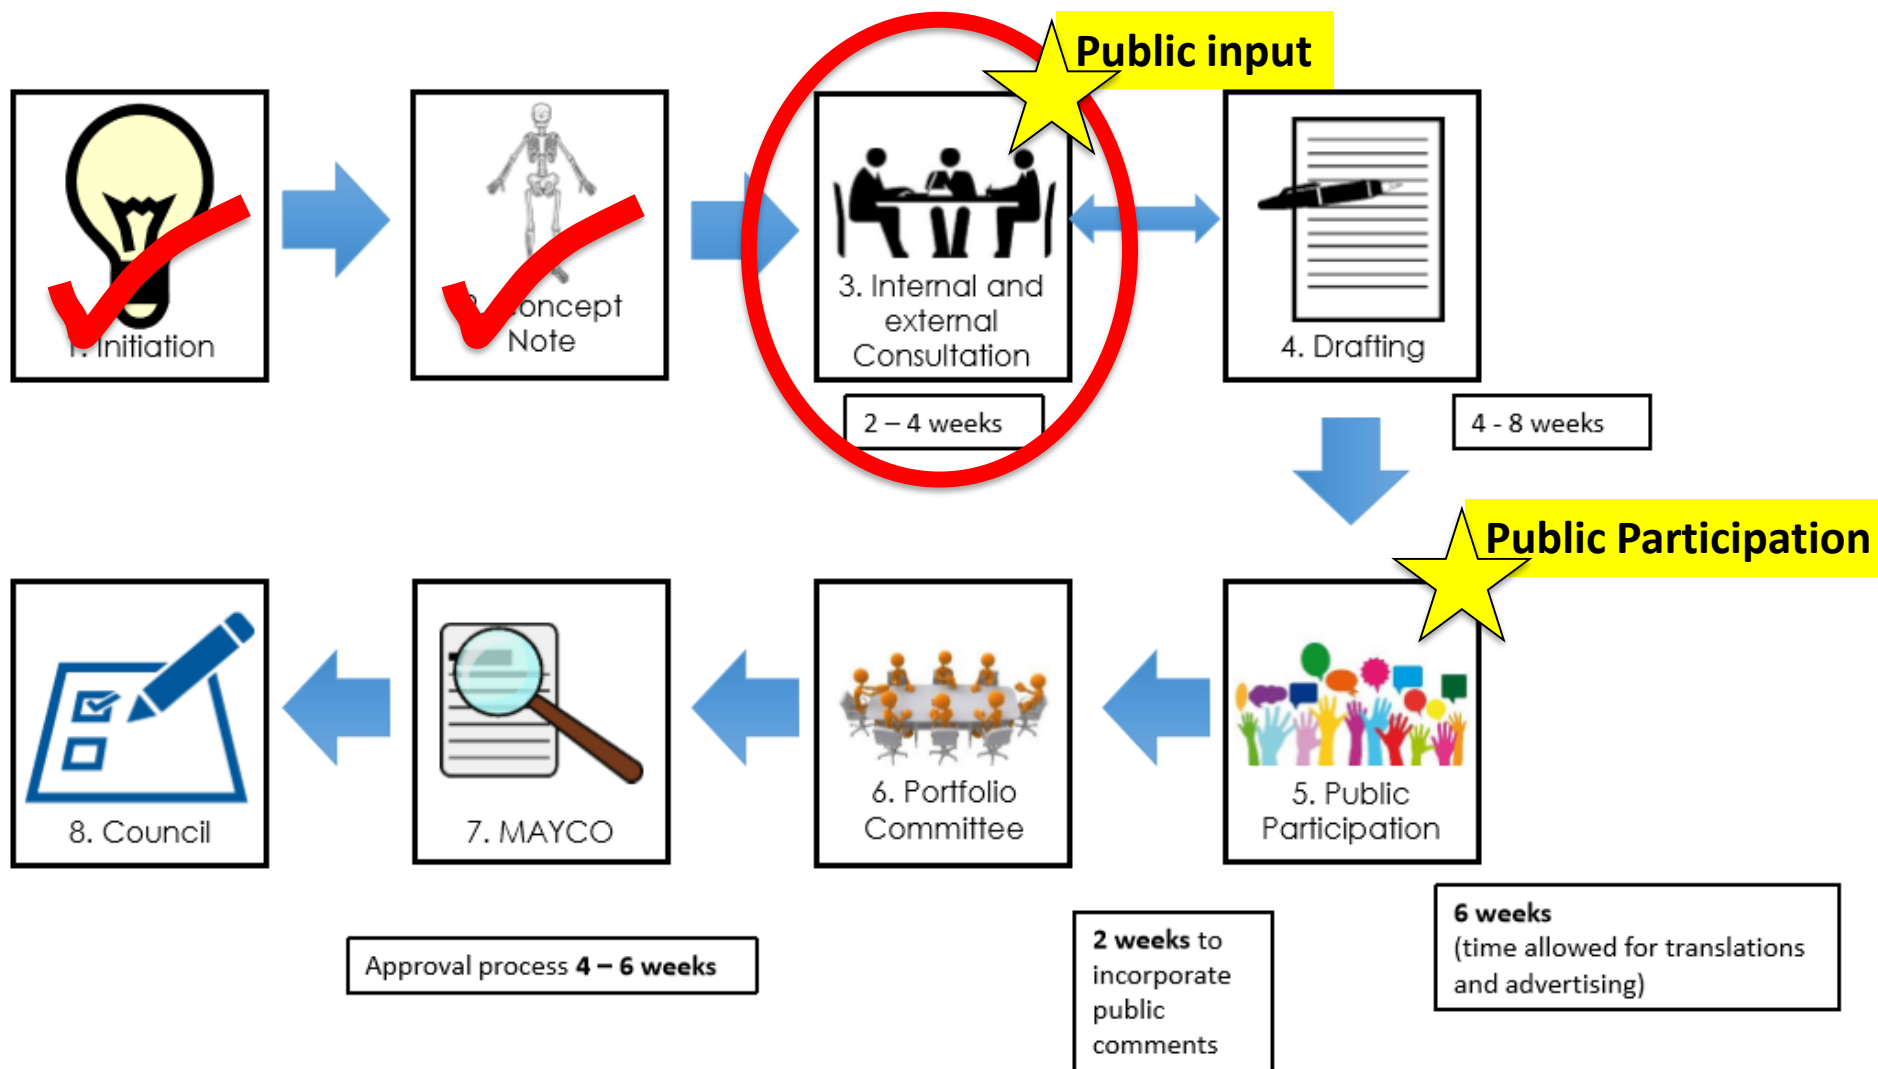 Public input
1. Initiation
Concept
Note
3. Internal and
external
Consultation
4. Drafting
2 – 4 weeks
4 - 8 weeks
Public Participation
8. Council
7. MAYCO
6. Portfolio
Committee
5. Public
Participation
Approval process 4 – 6 weeks
2 weeks to
incorporate
public
comments
6 weeks
(time allowed for translations
and advertising)